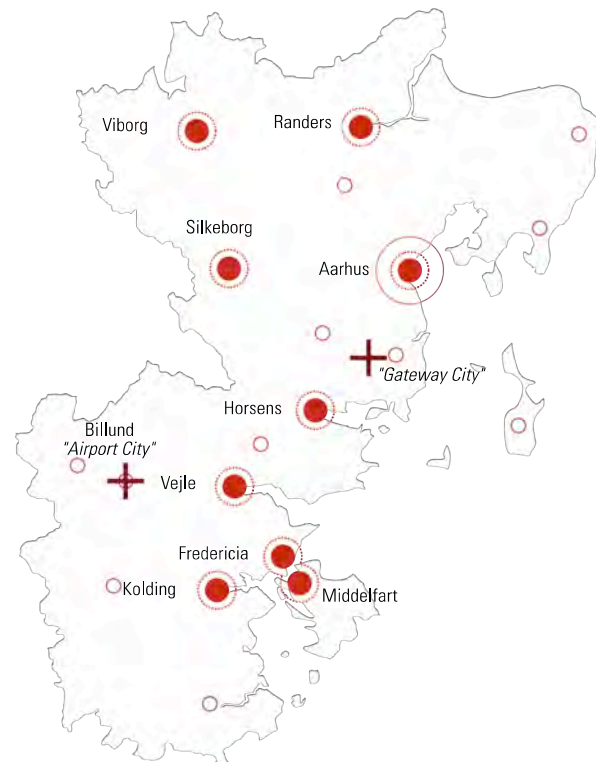 Viborg
Randers
Silkeborg
Aarhus
"Gateway City"
Horsens
Billund
"Airport City"
Vejle
Fredericia
Kolding
Middelfart